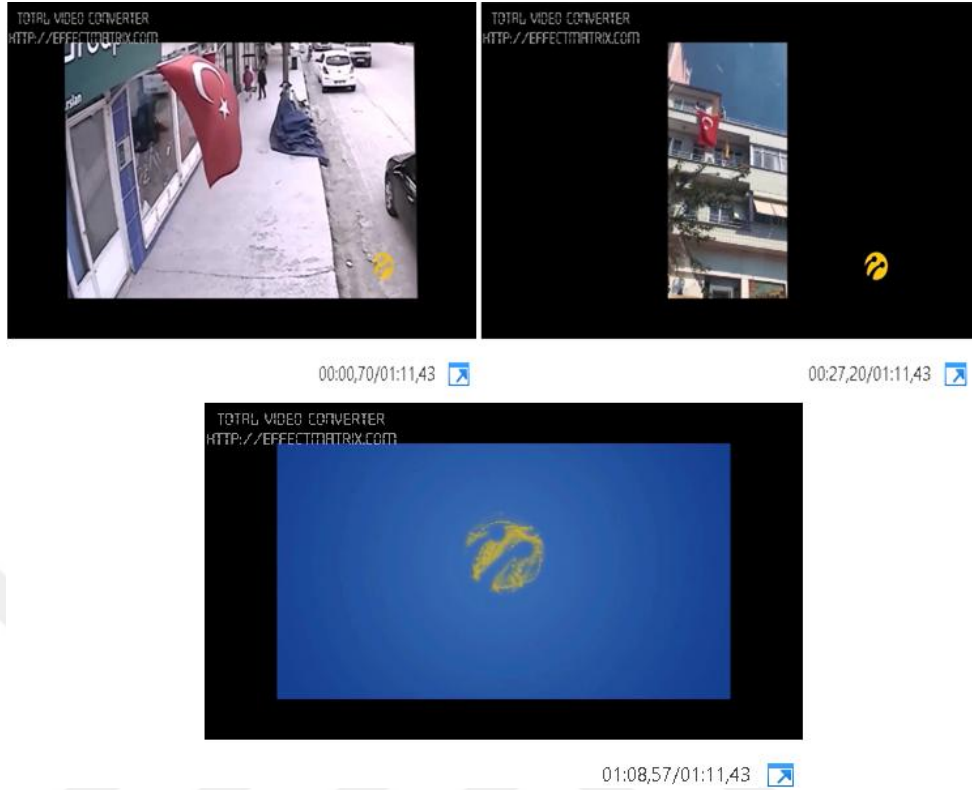 TOTAL VIDEO CONVERTER
HTTP://EFFECTMATRIX.COM
TOTAL VIDEO CONVERTER
HTTP://EFFECTMATRIX.COM
00:00,70/01:11,43
00:27,20/01:11,43
TOTAL VIDEO CONVERTER
HTTP://EFFECTMATRIX.COM
01:08,57/01:11,43